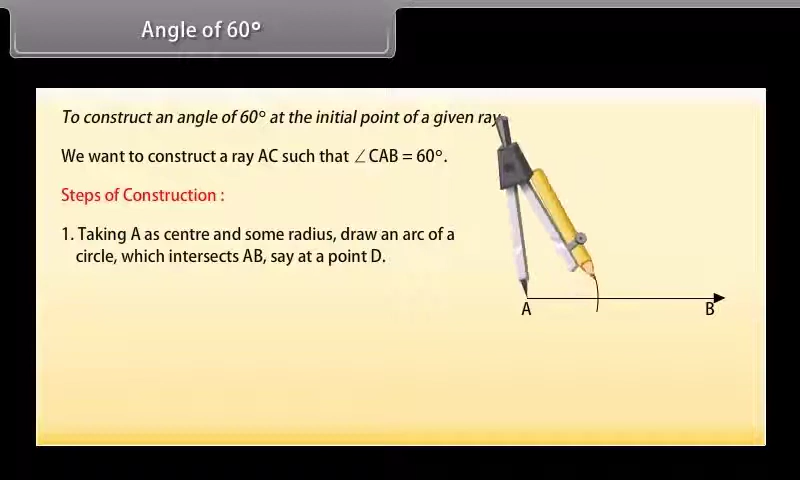 Angle of 60°
To construct an angle of 60° at the initial point of a given ray.
We want to construct a ray AC such that ∠CAB = 60°.
Steps of Construction :
1. Taking A as centre and some radius, draw an arc of a
circle, which intersects AB, say at a point D.
A B